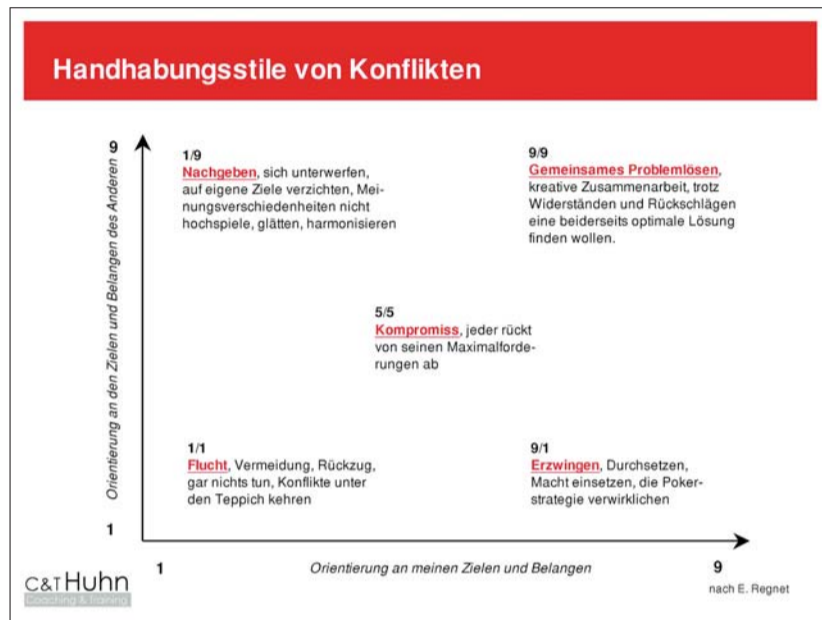 Handhabungsstile von Konflikten
9
Orientierung an den Zielen und Belangen des Anderen
1
1/9
Nachgeben, sich unterwerfen,
auf eigene Ziele verzichten, Mei-
nungsverschiedenheiten nicht
hochspiele, glätten, harmonisieren
9/9
Gemeinsames Problemlösen,
kreative Zusammenarbeit, trotz
Widerständen und Rückschlägen
eine beiderseits optimale Lösung
finden wollen.
5/5
Kompromiss, jeder rückt
von seinen Maximalforde-
rungen ab
1/1
Flucht, Vermeidung, Rückzug,
gar nichts tun, Konflikte unter
den Teppich kehren
9/1
Erzwingen, Durchsetzen,
Macht einsetzen, die Poker-
strategie verwirklichen
1
Orientierung an meinen Zielen und Belangen
9
C&T Huhn
Coaching & Training
nach E. Regnet